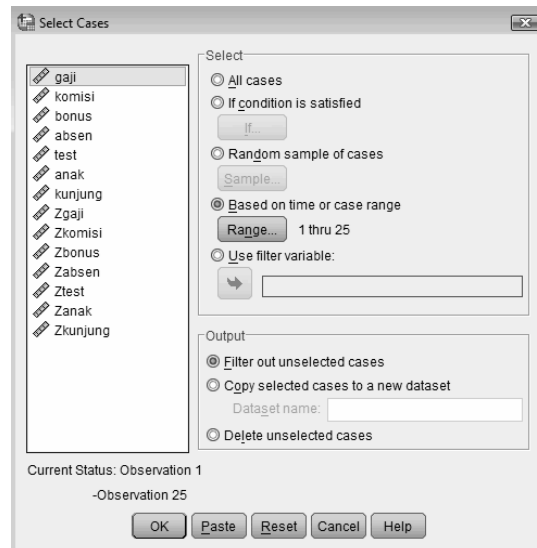 Select Cases
gaji
komisi
bonus
absen
test
anak
kunjung
Zgaji
Zkomisi
Zbonus
Zabsen
Ztest
Zanak
Zkunjung
Select
All cases
If condition is satisfied
If...
Random sample of cases
Sample...
Based on time or case range
Range... 1 thru 25
Use filter variable:
Output
Filter out unselected cases
Copy selected cases to a new dataset
Dataset name:
Delete unselected cases
Current Status: Observation 1
-Observation 25
OK Paste Reset Cancel Help